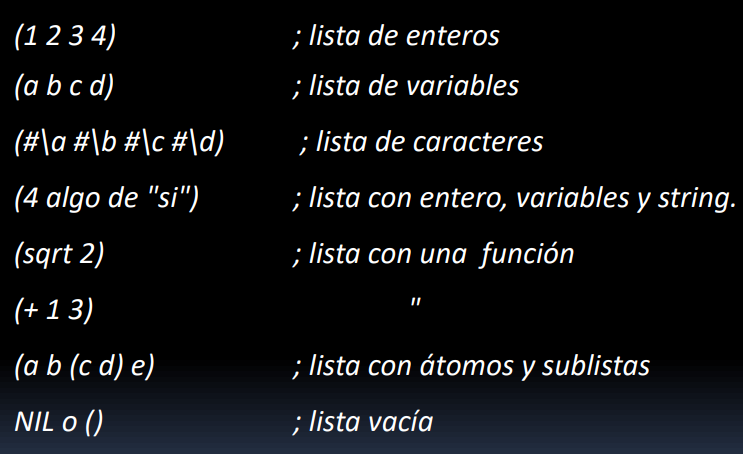 (1 2 3 4) ; lista de enteros
(a b c d) ; lista de variables
(#\a #\b #\c #\d) ; lista de caracteres
(4 algo de "si") ; lista con entero, variables y string.
(sqrt 2) ; lista con una función
(+ 1 3) "
(a b (c d) e) ; lista con átomos y sublistas
NIL o () ; lista vacía